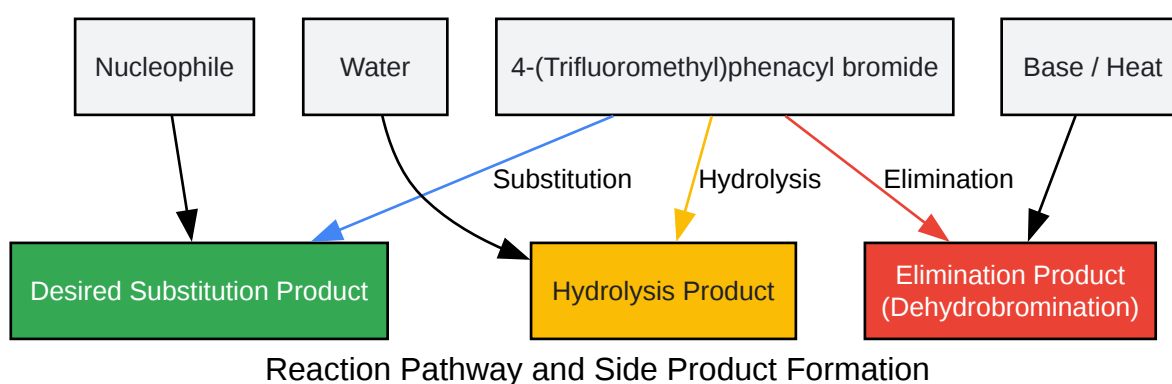 Nucleophile
Water
4-(Trifluoromethyl)phenacyl bromide
Base / Heat
Substitution
Hydrolysis
Elimination
Desired Substitution Product
Hydrolysis Product
Elimination Product
(Dehydrobromination)
Reaction Pathway and Side Product Formation